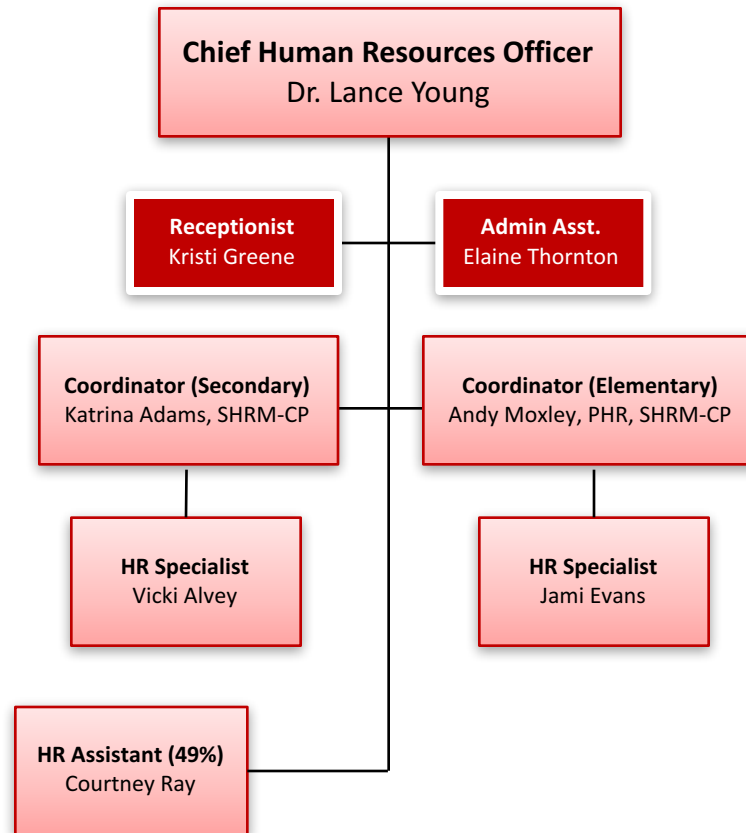 Chief Human Resources Officer
Dr. Lance Young
Receptionist
Kristi Greene
Admin Asst.
Elaine Thornton
Coordinator (Secondary)
Katrina Adams, SHRM-CP
Coordinator (Elementary)
Andy Moxley, PHR, SHRM-CP
HR Specialist
Vicki Alvey
HR Specialist
Jami Evans
HR Assistant (49%)
Courtney Ray